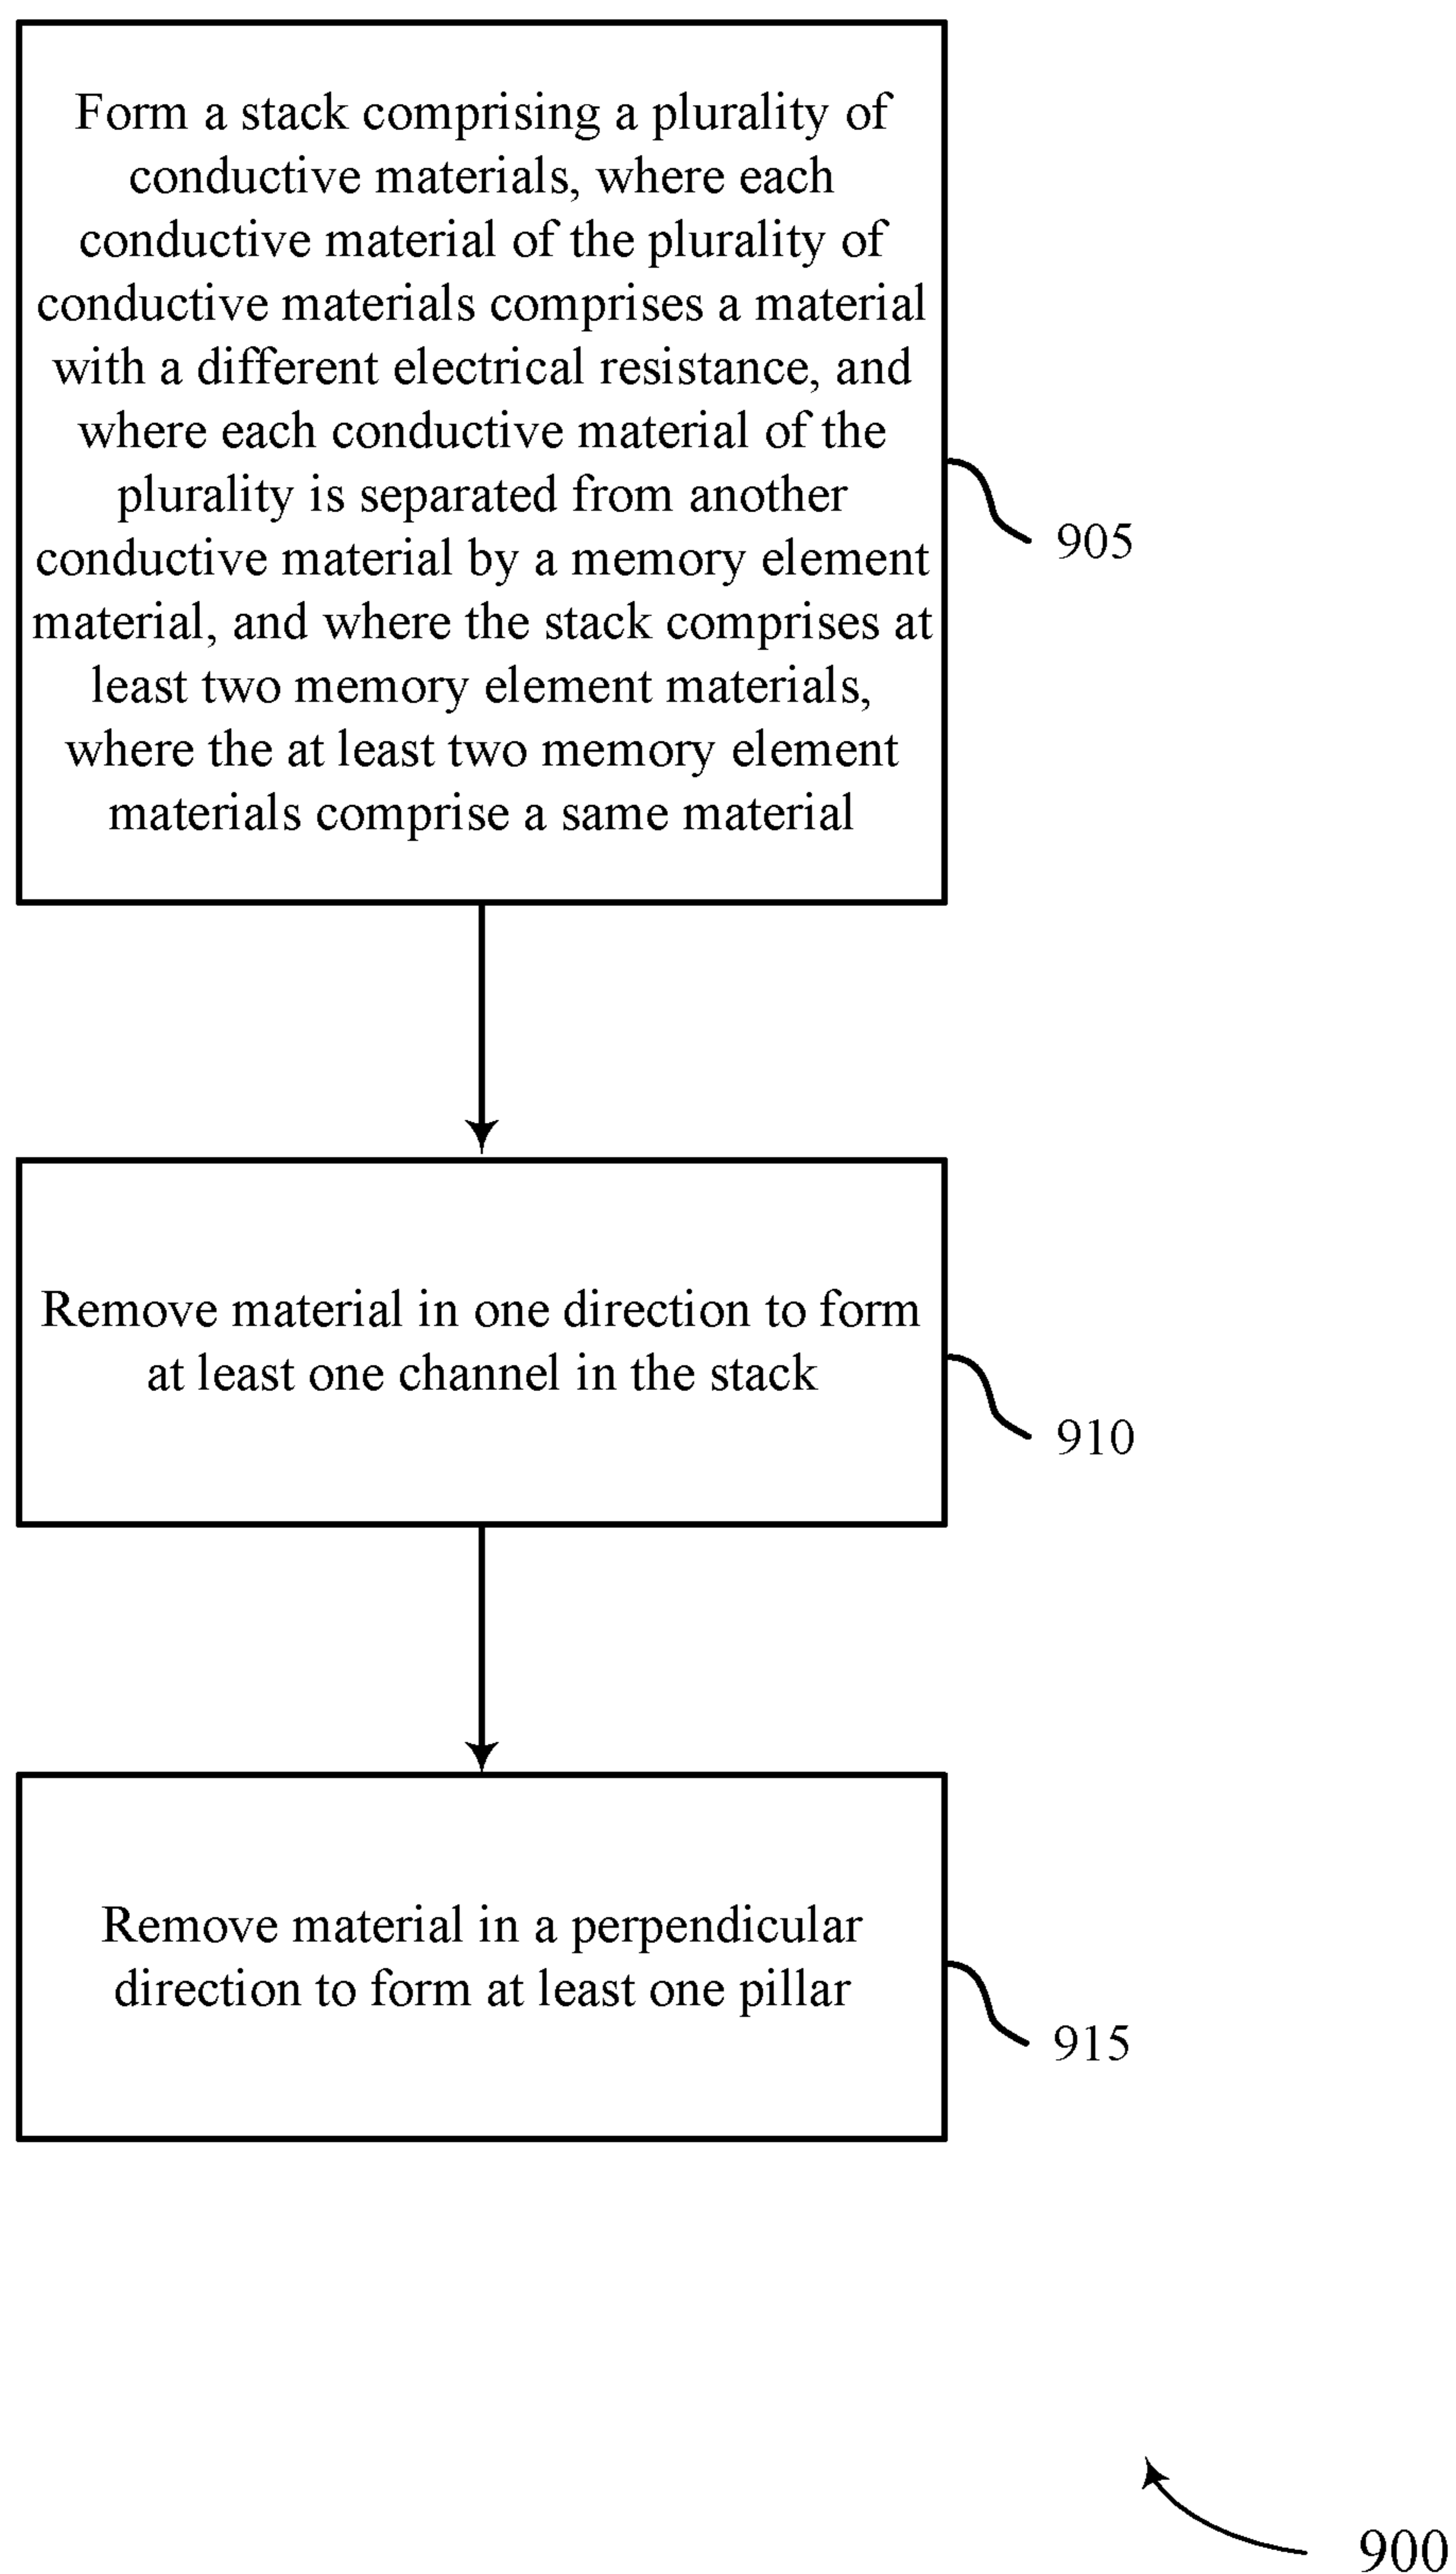 Form a stack comprising a plurality of
conductive materials, where each
conductive material of the plurality of
conductive materials comprises a material
with a different electrical resistance, and
where each conductive material of the
plurality is separated from another
conductive material by a memory element
material, and where the stack comprises at
least two memory element materials,
where the at least two memory element
materials comprise a same material
905
Remove material in one direction to form
at least one channel in the stack
910
Remove material in a perpendicular
direction to form at least one pillar
915
900